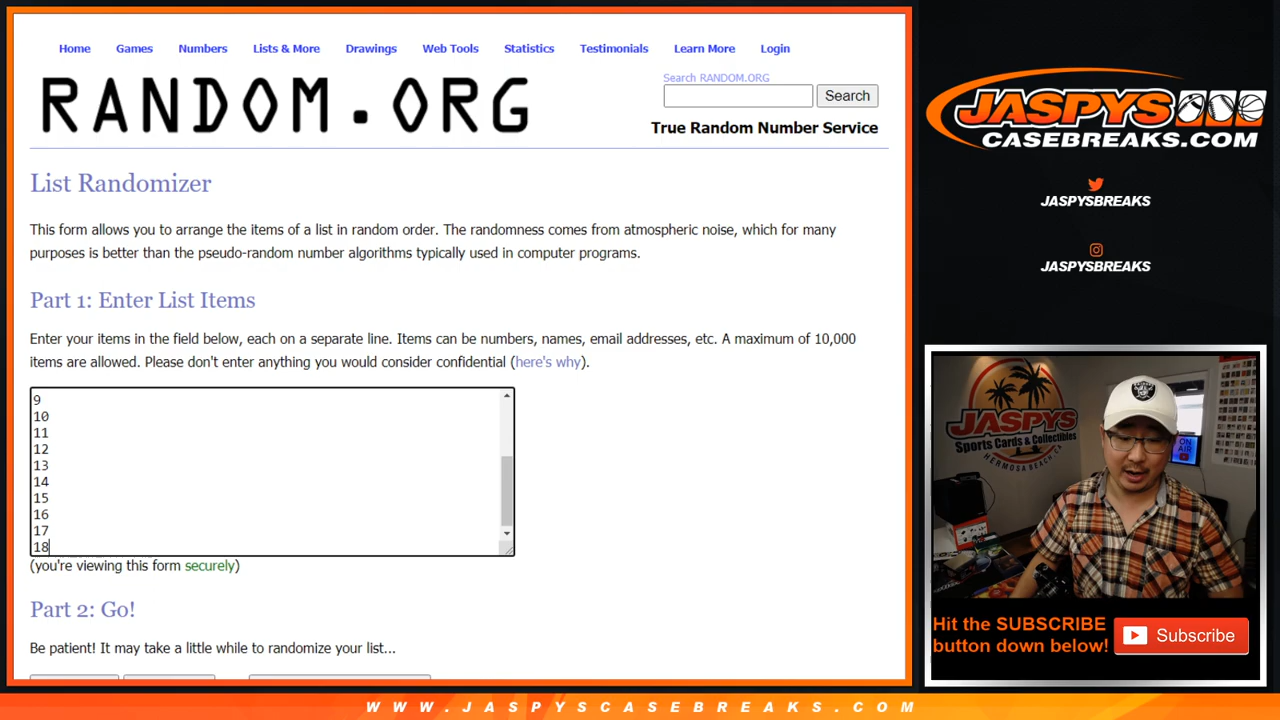 Home Games Numbers Lists & More Drawings Web Tools Statistics Testimonials Learn More Login
RANDOM.ORG
Search RANDOM.ORG
Search
True Random Number Service
List Randomizer
This form allows you to arrange the items of a list in random order. The randomness comes from atmospheric noise, which for many
purposes is better than the pseudo-random number algorithms typically used in computer programs.
Part 1: Enter List Items
Enter your items in the field below, each on a separate line. Items can be numbers, names, email addresses, etc. A maximum of 10,000
items are allowed. Please don't enter anything you would consider confidential (here's why).
9
10
11
12
13
14
15
16
17
18
(you're viewing this form securely)
Part 2: Go!
Be patient! It may take a little while to randomize your list...
JASPYS
CASEBREAKS.COM
JASPYSBREAKS
JASPYSBREAKS
JASPYS
Sports Cards & Collectibles
HERMOSA BEACH, CA
ON AIR
Hit the SUBSCRIBE
button down below!
Subscribe
WWW.JASPYSCASEBREAKS.COM